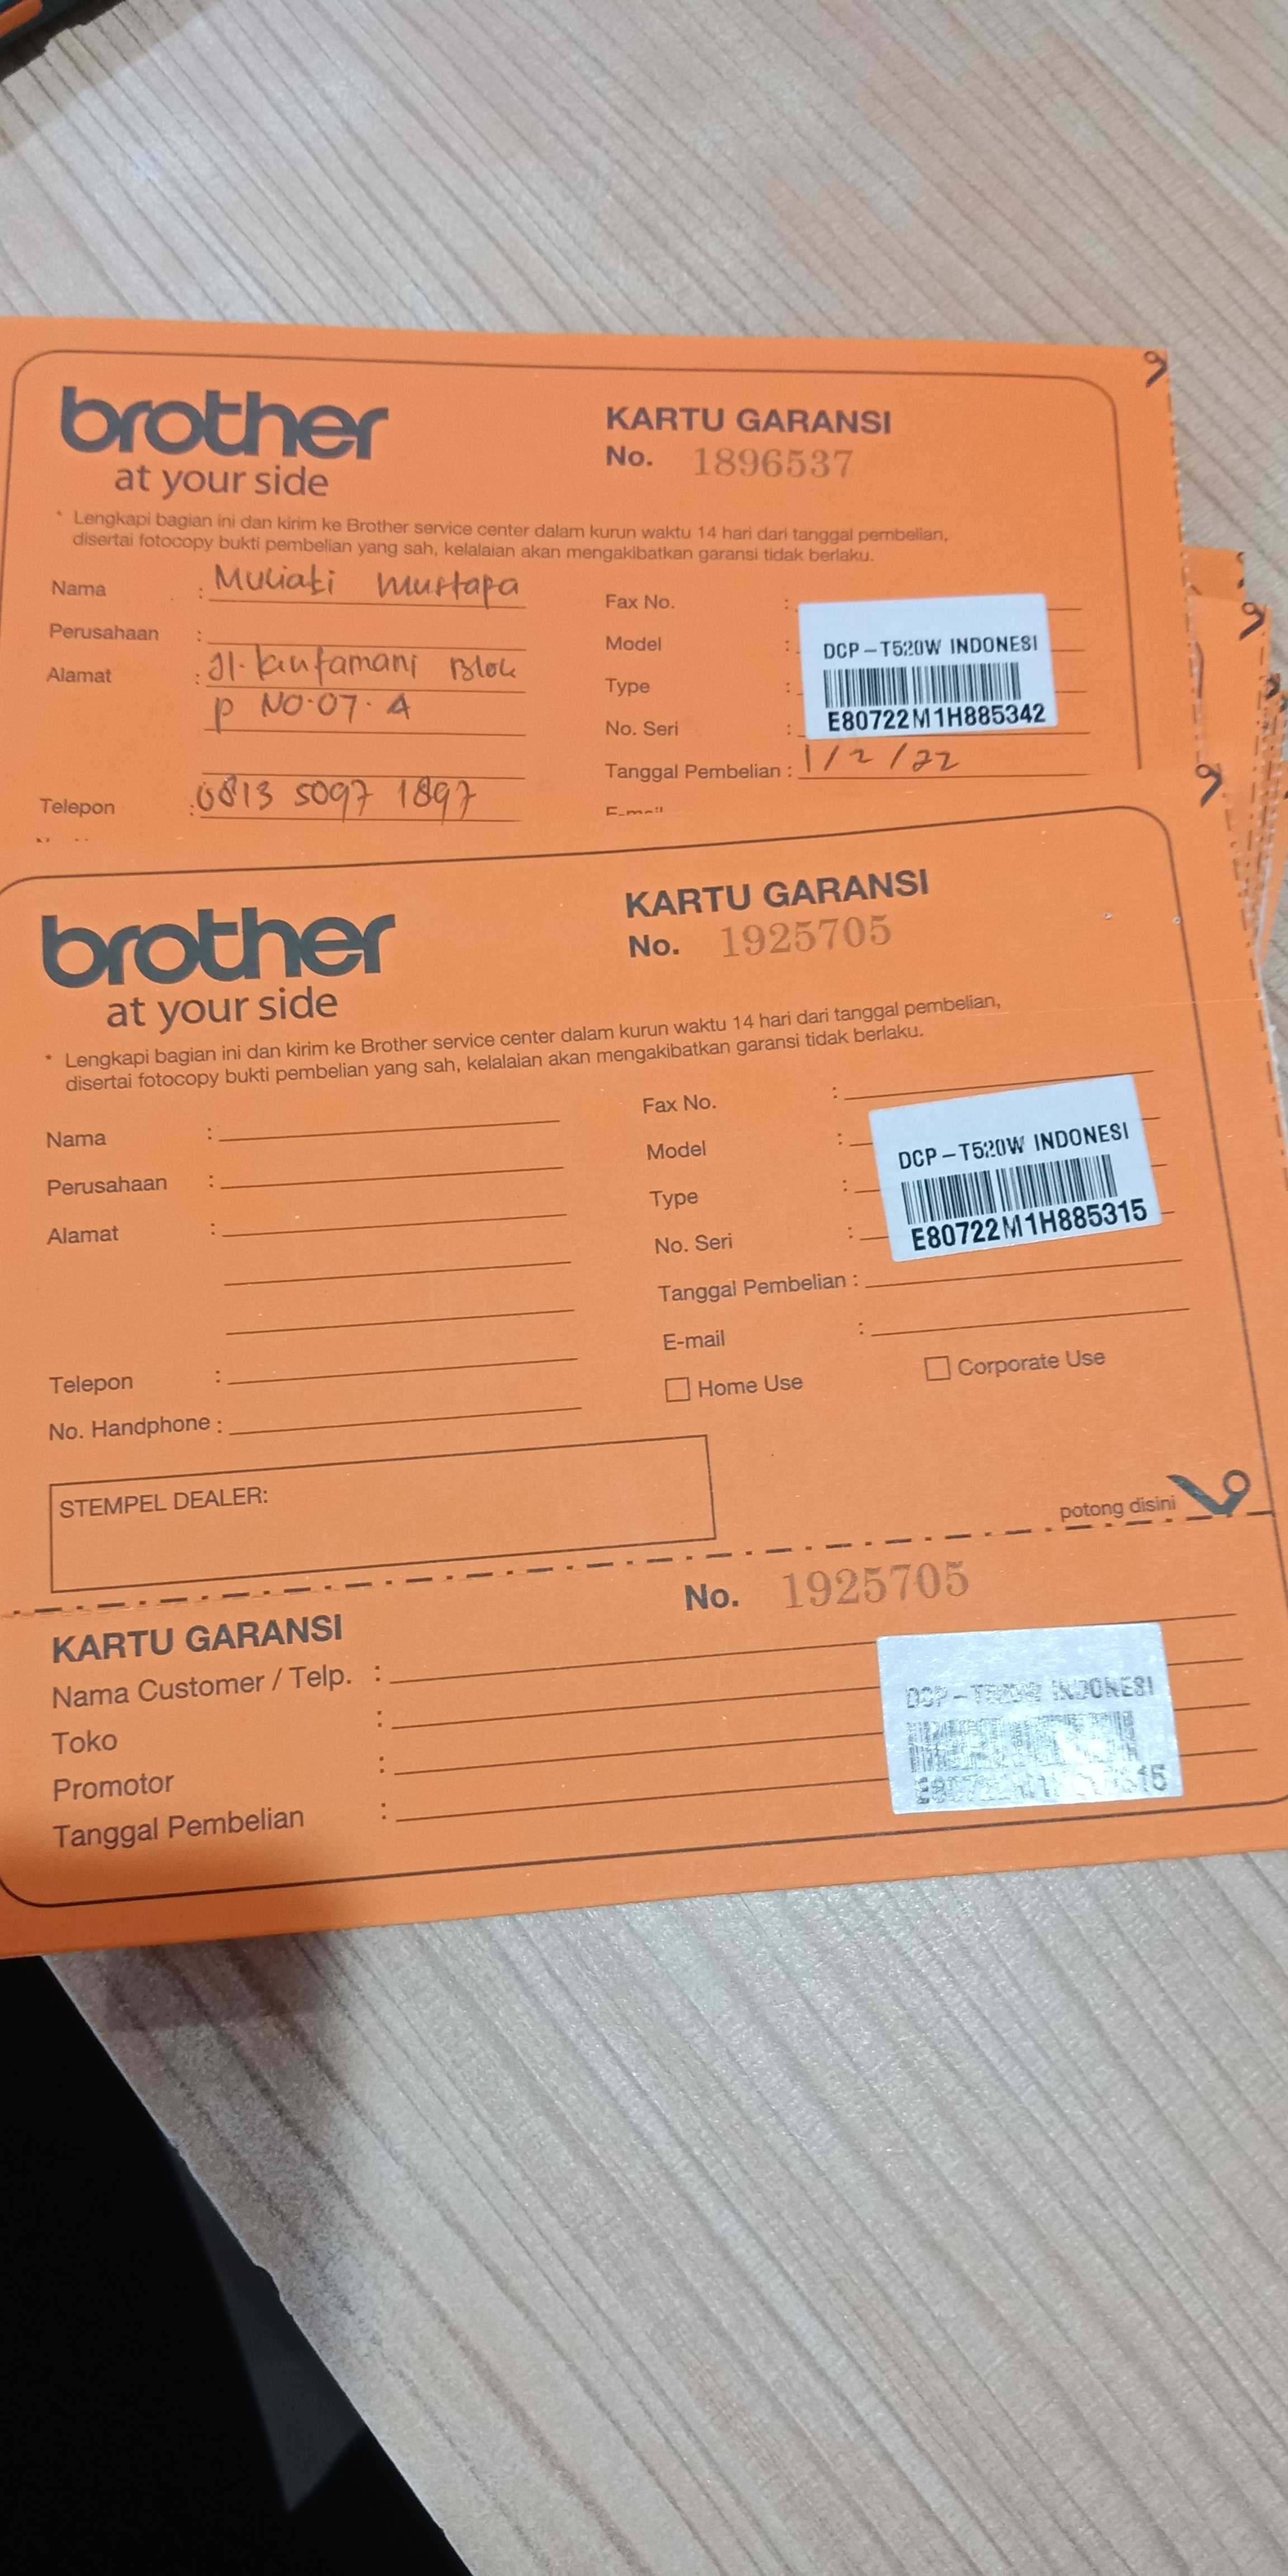 brother
at your side
KARTU GARANSI
No. 1896537
* Lengkapi bagian ini dan kirim ke Brother service center dalam kurun waktu 14 hari dari tanggal pembelian,
disertai fotocopy bukti pembelian yang sah, kelalaian akan mengakibatkan garansi tidak berlaku.
Nama : Muliati Mustapa
Perusahaan :
Alamat : Jl. Blok
P NO.07. A
Telepon : 0813 5097 1897
Fax No. :
Model :
Type :
No. Seri :
DCP-T520W INDONESI
E80722M1H885342
Tanggal Pembelian : 1/2/22
E-mail
brother
at your side
KARTU GARANSI
No. 1925705
* Lengkapi bagian ini dan kirim ke Brother service center dalam kurun waktu 14 hari dari tanggal pembelian,
disertai fotocopy bukti pembelian yang sah, kelalaian akan mengakibatkan garansi tidak berlaku.
Nama :
Perusahaan :
Alamat :
Telepon :
No. Handphone :
Fax No. :
Model :
Type :
No. Seri :
DCP-T520W INDONESI
E80722M1H885315
Tanggal Pembelian :
E-mail :
Home Use
Corporate Use
STEMPEL DEALER:
potong disini
KARTU GARANSI
No. 1925705
Nama Customer / Telp. :
Toko :
Promotor :
Tanggal Pembelian :
INDONESI